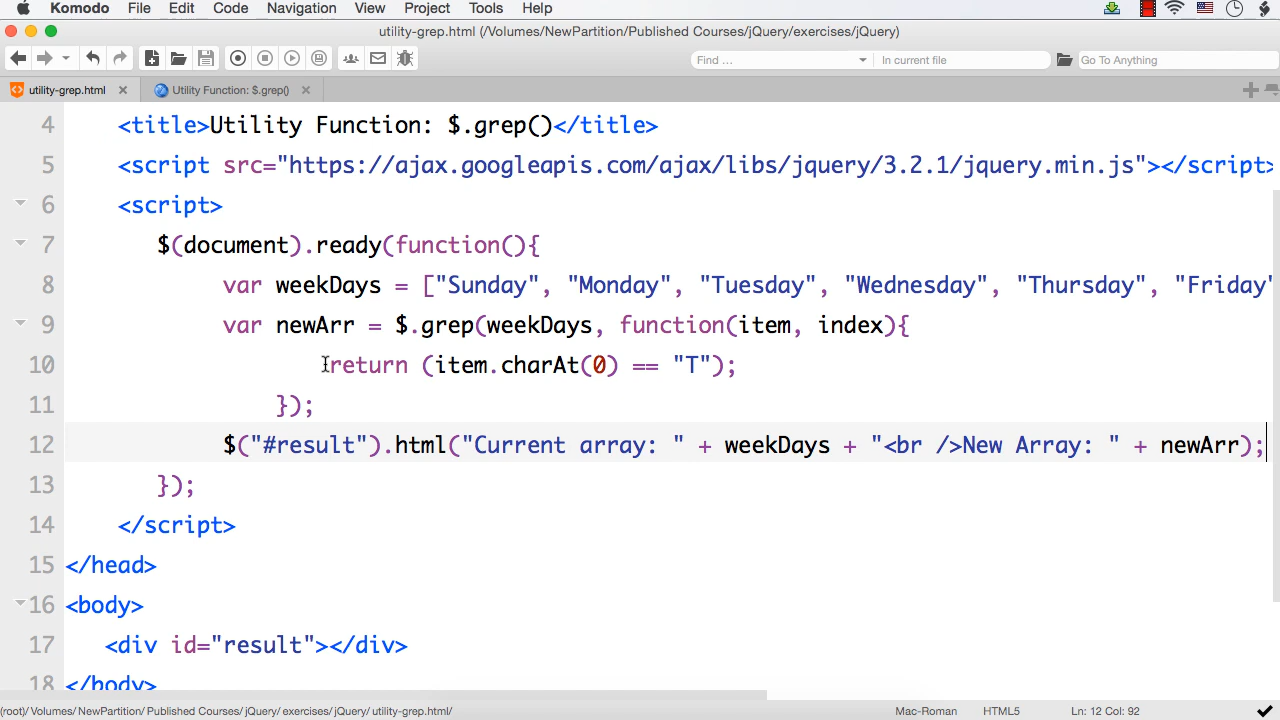 Komodo File Edit Code Navigation View Project Tools Help
utility-grep.html (/Volumes/NewPartition/Published Courses/jQuery/exercises/jQuery)
Find ... In current file Go To Anything
utility-grep.html Utility Function: $.grep()
4 <title>Utility Function: $.grep()</title>
5 <script src="https://ajax.googleapis.com/ajax/libs/jquery/3.2.1/jquery.min.js"></script>
6 <script>
7 $(document).ready(function(){
8 var weekDays = ["Sunday", "Monday", "Tuesday", "Wednesday", "Thursday", "Friday"
9 var newArr = $.grep(weekDays, function(item, index){
10 return (item.charAt(0) == "T");
11 });
12 $("#result").html("Current array: " + weekDays + "<br />New Array: " + newArr);
13 });
14 </script>
15 </head>
16 <body>
17 <div id="result"></div>
18 </body>
(root)/Volumes/NewPartition/Published Courses/jQuery/exercises/jQuery/utility-grep.html/ Mac-Roman HTML5 Ln: 12 Col: 92